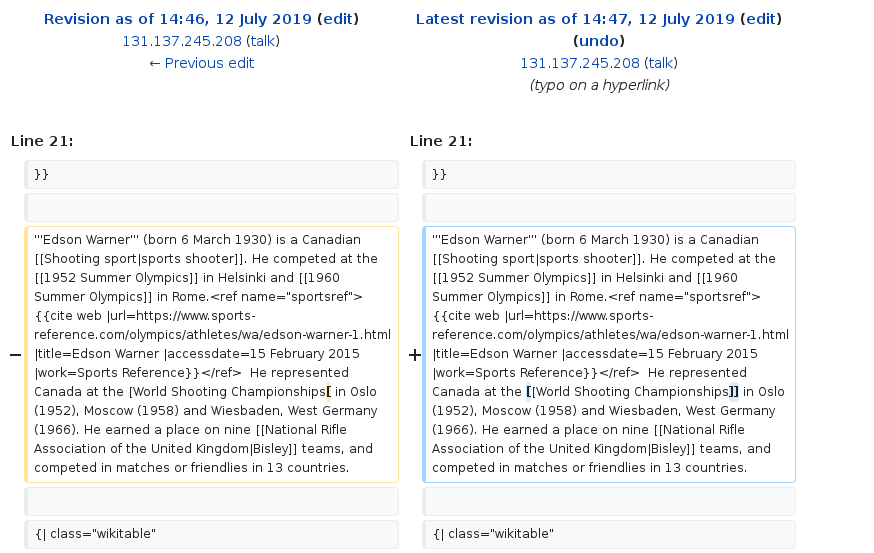 Revision as of 14:46, 12 July 2019 (edit)
131.137.245.208 (talk)
← Previous edit
Latest revision as of 14:47, 12 July 2019 (edit)
(undo)
131.137.245.208 (talk)
(typo on a hyperlink)
Line 21:
Line 21:
}}
}}
−
'''Edson Warner''' (born 6 March 1930) is a Canadian
[[Shooting sport|sports shooter]]. He competed at the
[[1952 Summer Olympics]] in Helsinki and [[1960
Summer Olympics]] in Rome.<ref name="sportsref">
{{cite web |url=https://www.sports-
reference.com/olympics/athletes/wa/edson-warner-1.html
|title=Edson Warner |accessdate=15 February 2015
|work=Sports Reference}}</ref>  He represented
Canada at the [World Shooting Championships[ in Oslo
(1952), Moscow (1958) and Wiesbaden, West Germany
(1966). He earned a place on nine [[National Rifle
Association of the United Kingdom|Bisley]] teams, and
competed in matches or friendlies in 13 countries.
+
'''Edson Warner''' (born 6 March 1930) is a Canadian
[[Shooting sport|sports shooter]]. He competed at the
[[1952 Summer Olympics]] in Helsinki and [[1960
Summer Olympics]] in Rome.<ref name="sportsref">
{{cite web |url=https://www.sports-
reference.com/olympics/athletes/wa/edson-warner-1.html
|title=Edson Warner |accessdate=15 February 2015
|work=Sports Reference}}</ref>  He represented
Canada at the [[World Shooting Championships]] in Oslo
(1952), Moscow (1958) and Wiesbaden, West Germany
(1966). He earned a place on nine [[National Rifle
Association of the United Kingdom|Bisley]] teams, and
competed in matches or friendlies in 13 countries.
{| class="wikitable"
{| class="wikitable"